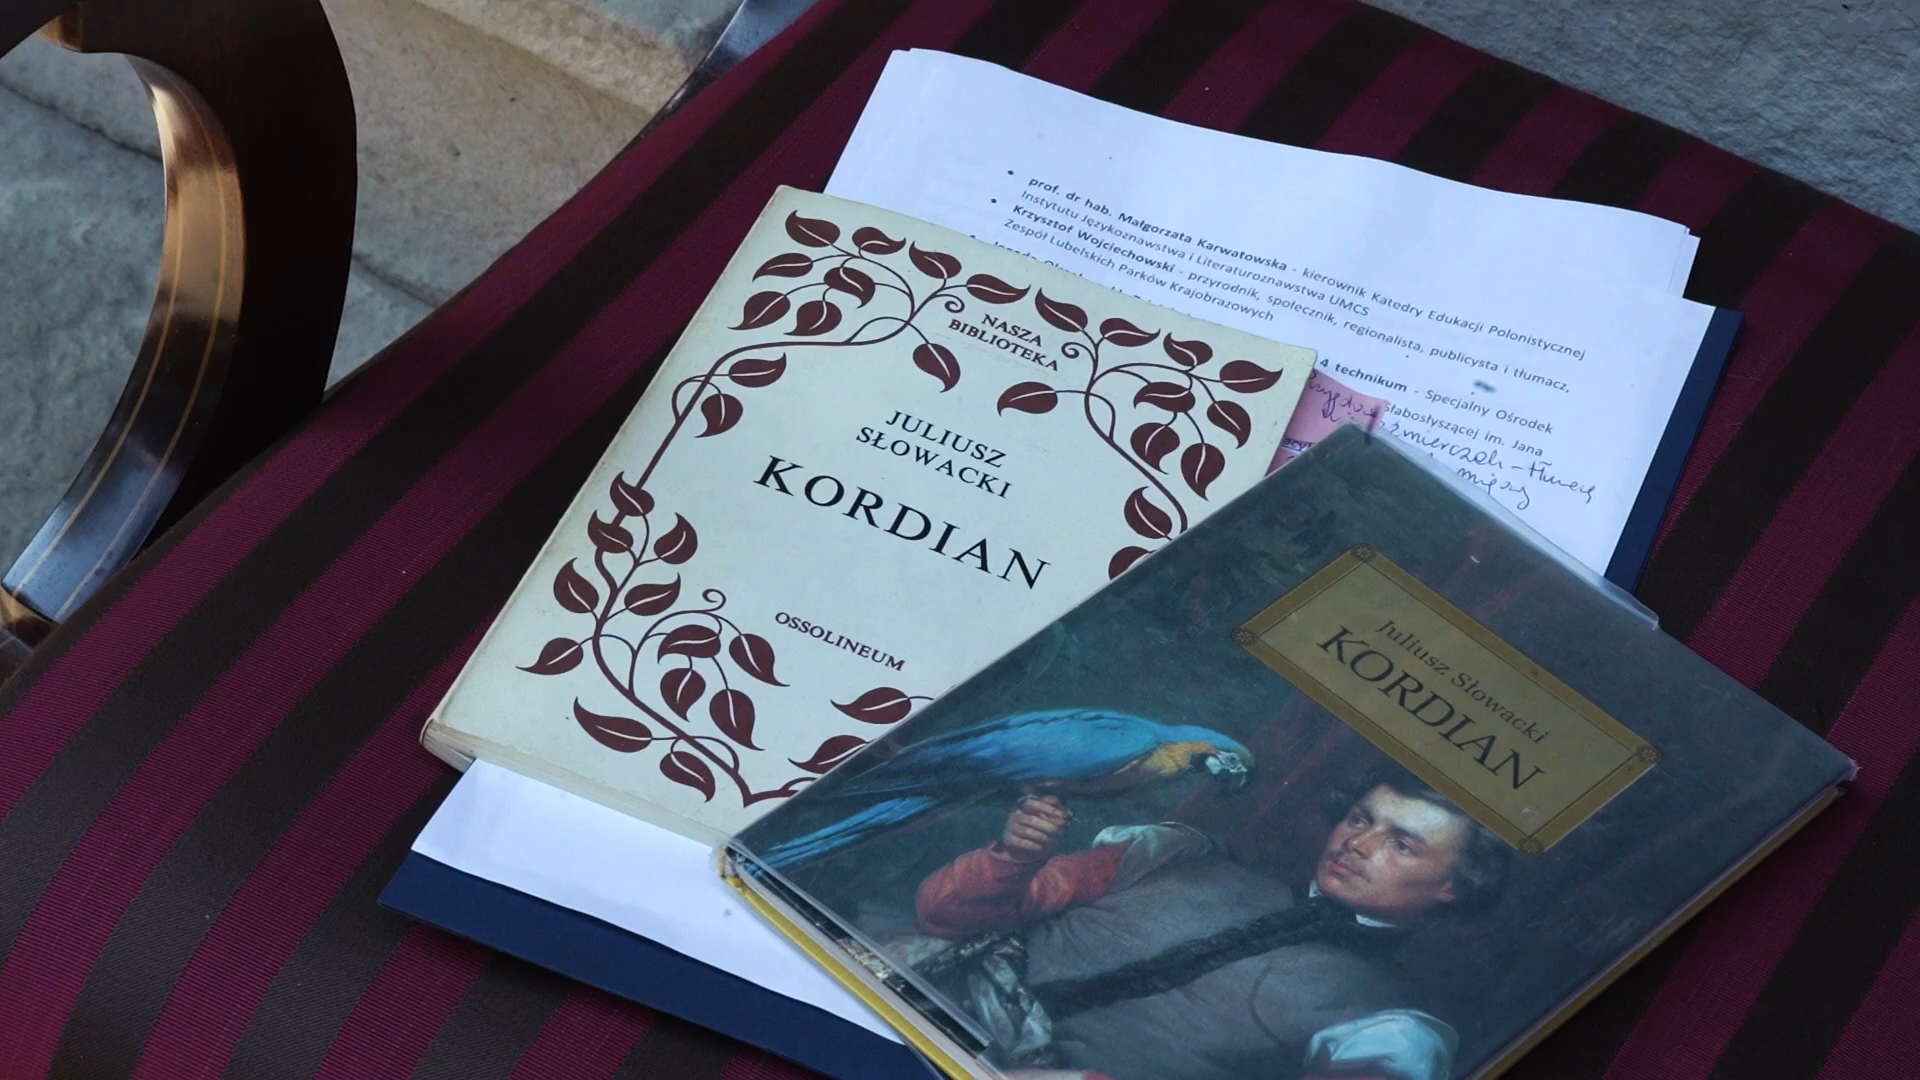 prof. dr hab. Małgorzata Karwatowska - kierownik Katedry Edukacji Polonistycznej
Instytutu Językoznawstwa i Literaturoznawstwa UMCS
Krzysztof Wojciechowski - przyrodnik, społecznik, regionalista, publicysta i tłumacz,
Zespół Lubelskich Parków Krajobrazowych
4 technikum - Specjalny Ośrodek
słabosłyszącej im. Jana
NASZA
BIBLIOTEKA
JULIUSZ
SŁOWACKI
KORDIAN
OSSOLINEUM
Juliusz Słowacki
KORDIAN